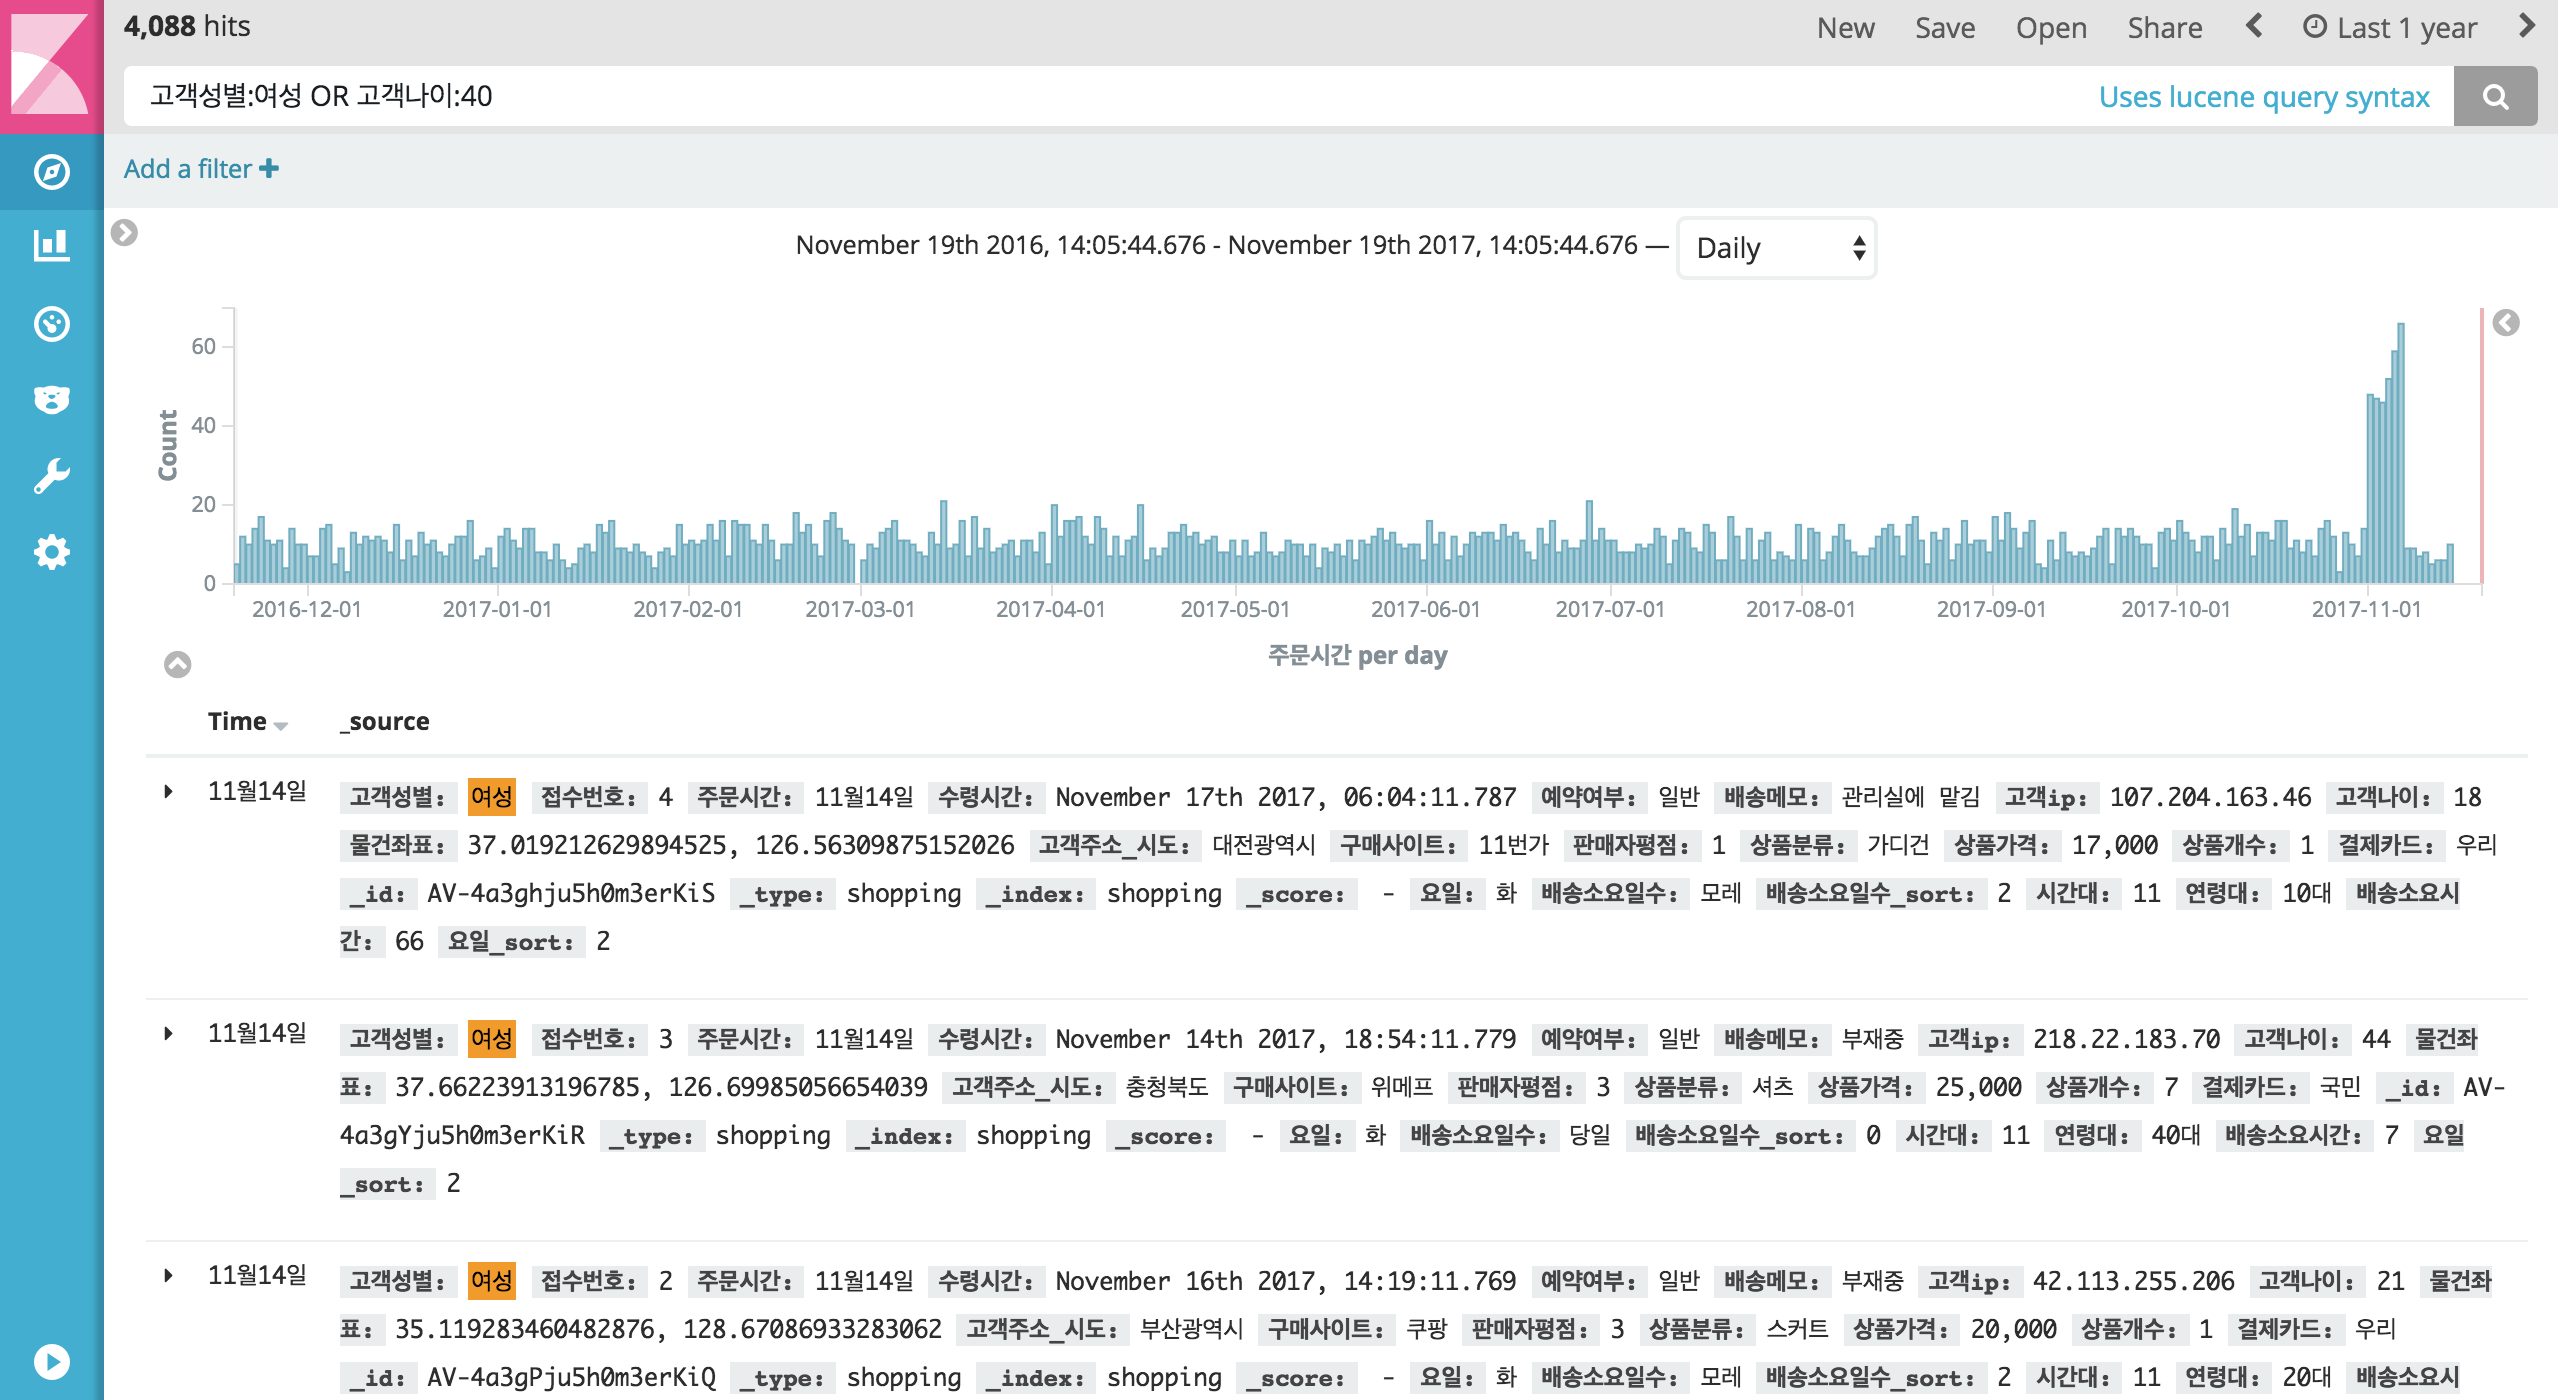 4,088 hits
New Save Open Share Last 1 year
고객성별:여성 OR 고객나이:40
Uses lucene query syntax
Add a filter
November 19th 2016, 14:05:44.676 - November 19th 2017, 14:05:44.676 — Daily
60
40
20
0
Count
2016-12-01 2017-01-01 2017-02-01 2017-03-01 2017-04-01 2017-05-01 2017-06-01 2017-07-01 2017-08-01 2017-09-01 2017-10-01 2017-11-01
주문시간 per day
Time _source
11월14일 고객성별: 여성 접수번호: 4 주문시간: 11월14일 수령시간: November 17th 2017, 06:04:11.787 예약여부: 일반 배송메모: 관리실에 맡김 고객ip: 107.204.163.46 고객나이: 18
물건좌표: 37.019212629894525, 126.56309875152026 고객주소_시도: 대전광역시 구매사이트: 11번가 판매자평점: 1 상품분류: 가디건 상품가격: 17,000 상품개수: 1 결제카드: 우리
_id: AV-4a3ghju5h0m3erKiS _type: shopping _index: shopping _score: - 요일: 화 배송소요일수: 모레 배송소요일수_sort: 2 시간대: 11 연령대: 10대 배송소요시
간: 66 요일_sort: 2
11월14일 고객성별: 여성 접수번호: 3 주문시간: 11월14일 수령시간: November 14th 2017, 18:54:11.779 예약여부: 일반 배송메모: 부재중 고객ip: 218.22.183.70 고객나이: 44 물건좌
표: 37.66223913196785, 126.69985056654039 고객주소_시도: 충청북도 구매사이트: 위메프 판매자평점: 3 상품분류: 셔츠 상품가격: 25,000 상품개수: 7 결제카드: 국민 _id: AV-
4a3gYju5h0m3erKiR _type: shopping _index: shopping _score: - 요일: 화 배송소요일수: 당일 배송소요일수_sort: 0 시간대: 11 연령대: 40대 배송소요시간: 7 요일
_sort: 2
11월14일 고객성별: 여성 접수번호: 2 주문시간: 11월14일 수령시간: November 16th 2017, 14:19:11.769 예약여부: 일반 배송메모: 부재중 고객ip: 42.113.255.206 고객나이: 21 물건좌
표: 35.119283460482876, 128.67086933283062 고객주소_시도: 부산광역시 구매사이트: 쿠팡 판매자평점: 3 상품분류: 스커트 상품가격: 20,000 상품개수: 1 결제카드: 우리
_id: AV-4a3gPju5h0m3erKiQ _type: shopping _index: shopping _score: - 요일: 화 배송소요일수: 모레 배송소요일수_sort: 2 시간대: 11 연령대: 20대 배송소요시